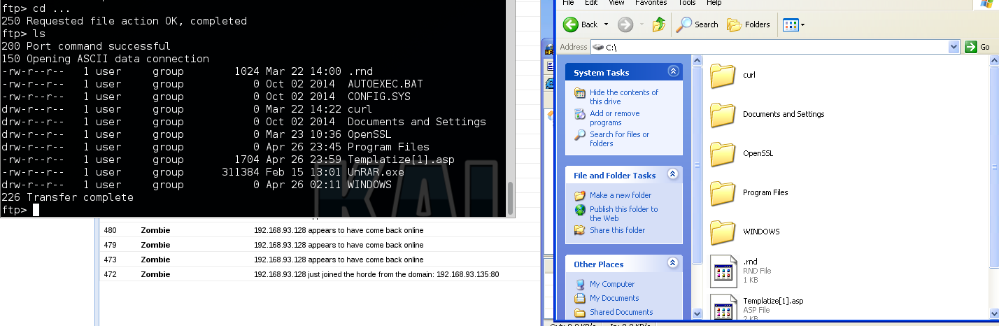 ftp> cd ...
250 Requested file action OK, completed
ftp> ls
200 Port command successful
150 Opening ASCII data connection
-rw-r--r-- 1 user group 1024 Mar 22 14:00 .rnd
-rw-r--r-- 1 user group 0 Oct 02 2014 AUTOEXEC.BAT
-rw-r--r-- 1 user group 0 Oct 02 2014 CONFIG.SYS
drw-r--r-- 1 user group 0 Mar 22 14:22 curl
drw-r--r-- 1 user group 0 Oct 02 2014 Documents and Settings
drw-r--r-- 1 user group 0 Mar 23 10:36 OpenSSL
drw-r--r-- 1 user group 0 Apr 26 23:45 Program Files
-rw-r--r-- 1 user group 1704 Apr 26 23:59 Templatize[1].asp
-rw-r--r-- 1 user group 311384 Feb 15 13:01 UnRAR.exe
drw-r--r-- 1 user group 0 Apr 26 02:11 WINDOWS
226 Transfer complete
ftp>
KAL
480 Zombie 192.168.93.128 appears to have come back online
479 Zombie 192.168.93.128 appears to have come back online
473 Zombie 192.168.93.128 appears to have come back online
472 Zombie 192.168.93.128 just joined the horde from the domain: 192.168.93.135:80
File Edit View Favorites Tools Help
Back Search Folders
Address C:\ Go
System Tasks
Hide the contents of
this drive
Add or remove
programs
Search for files or
folders
File and Folder Tasks
Make a new folder
Publish this folder to
the Web
Share this folder
Other Places
My Computer
My Documents
Shared Documents
curl
Documents and Settings
OpenSSL
Program Files
WINDOWS
.rnd
RND File
1 KB
Templatize[1].asp
ASP File
2 KB